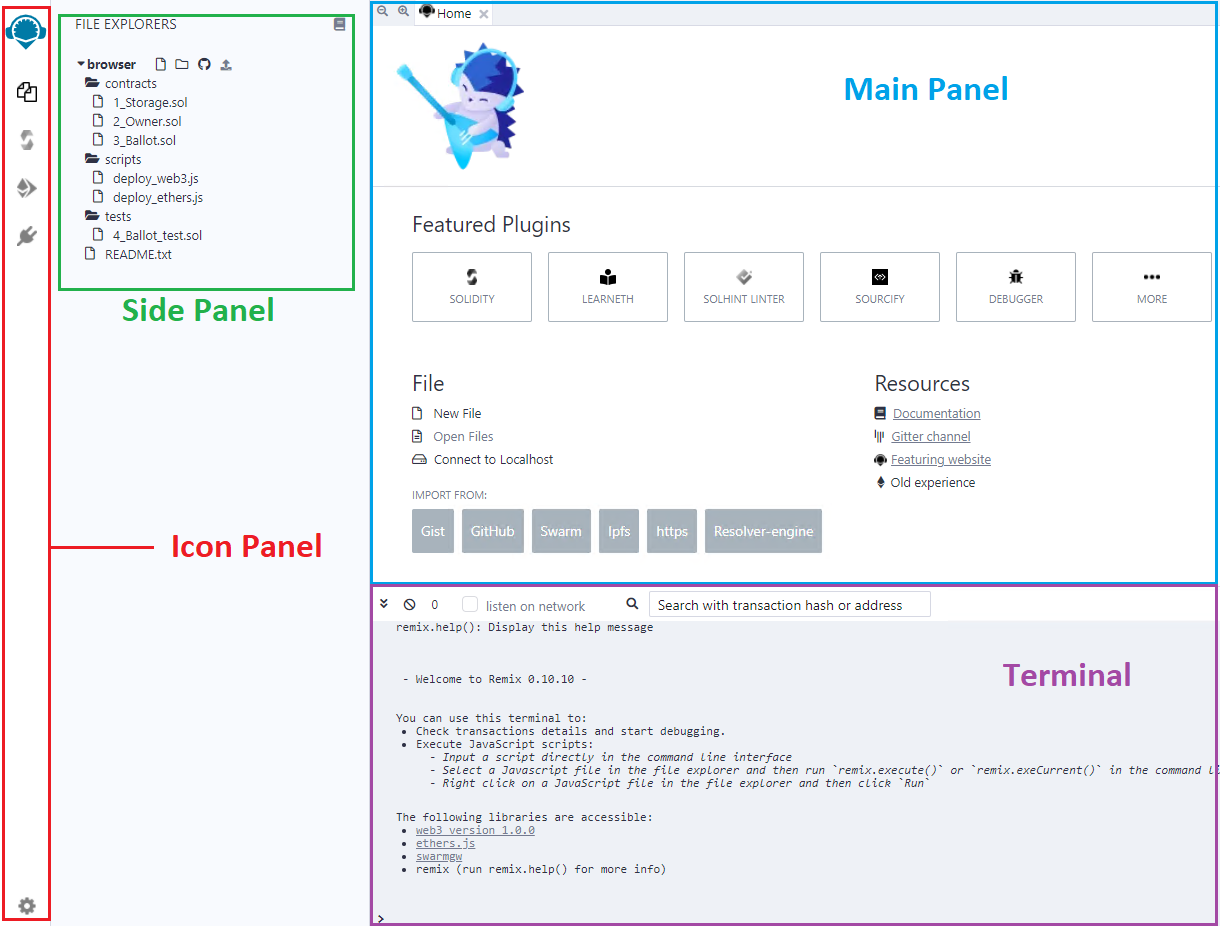 FILE EXPLORERS
browser
contracts
1_Storage.sol
2_Owner.sol
3_Ballot.sol
scripts
deploy_web3.js
deploy_ethers.js
tests
4_Ballot_test.sol
README.txt
Side Panel
Icon Panel
Home
Main Panel
Featured Plugins
SOLIDITY
LEARNETH
SOLHINT LINTER
SOURCIFY
DEBUGGER
MORE
File
New File
Open Files
Connect to Localhost
IMPORT FROM:
Gist
GitHub
Swarm
Ipfs
https
Resolver-engine
Resources
Documentation
Gitter channel
Featuring website
Old experience
0
listen on network
Search with transaction hash or address
remix.help(): Display this help message
- Welcome to Remix 0.10.10 -
Terminal
You can use this terminal to:
• Check transactions details and start debugging.
• Execute JavaScript scripts:
- Input a script directly in the command line interface
- Select a Javascript file in the file explorer and then run `remix.execute()` or `remix.exeCurrent()` in the command li
- Right click on a JavaScript file in the file explorer and then click `Run`
The following libraries are accessible:
• web3 version 1.0.0
• ethers.js
• swarmgw
• remix (run remix.help() for more info)
>